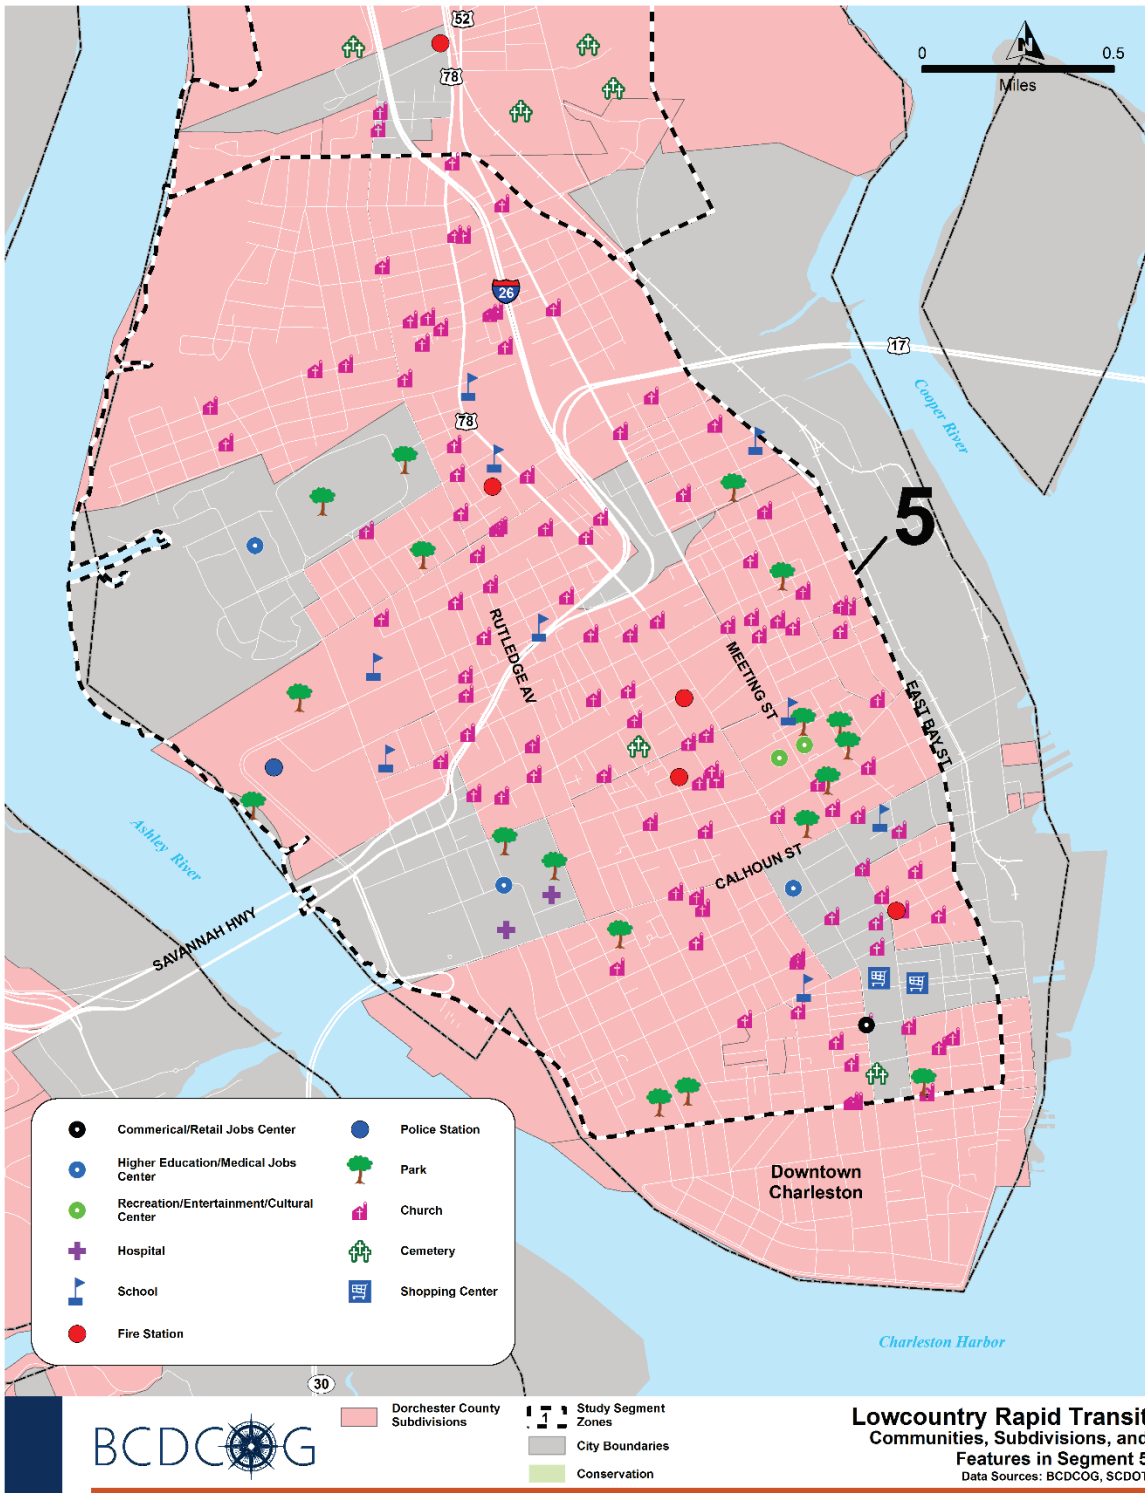 52
78
N
0
0.5
Miles
26
17
Cooper River
78
5
RUTLEDGE AV
MEETING ST
EAST BAY ST
Ashley River
CALHOUN ST
SAVANNAH HWY
Downtown
Charleston
Charleston Harbor
Commerical/Retail Jobs Center
Higher Education/Medical Jobs
Center
Recreation/Entertainment/Cultural
Center
Hospital
School
Fire Station
Police Station
Park
Church
Cemetery
Shopping Center
30
BCDCOG
Dorchester County
Subdivisions
1
Study Segment
Zones
City Boundaries
Conservation
Lowcountry Rapid Transit
Communities, Subdivisions, and
Features in Segment 5
Data Sources: BCDCOG, SCDOT